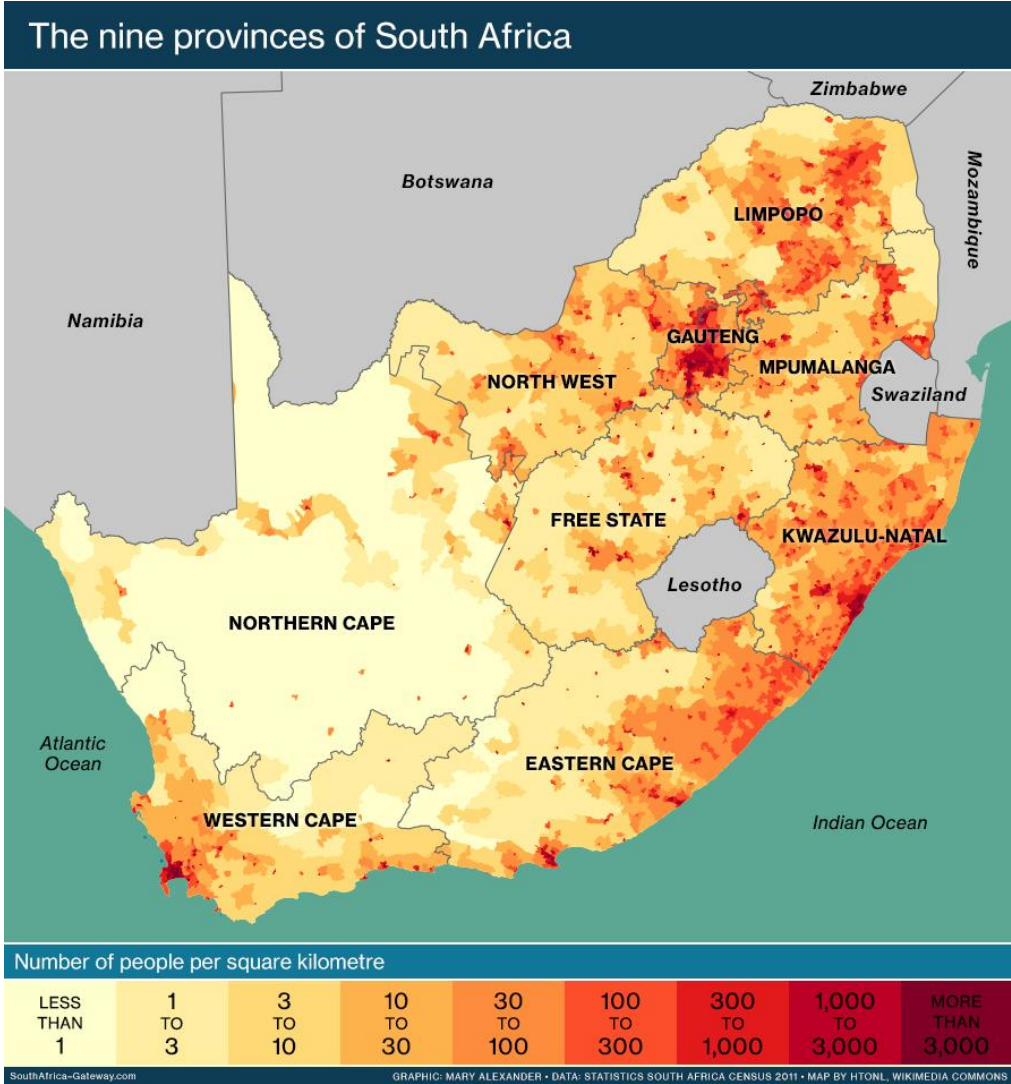 The nine provinces of South Africa
Zimbabwe
Botswana
Mozambique
LIMPOPO
Namibia
GAUTENG
MPUMALANGA
NORTH WEST
Swaziland
FREE STATE
KWAZULU-NATAL
Lesotho
NORTHERN CAPE
Atlantic
Ocean
EASTERN CAPE
WESTERN CAPE
Indian Ocean
Number of people per square kilometre
LESS
THAN
1
1
TO
3
3
TO
10
10
TO
30
30
TO
100
100
TO
300
300
TO
1,000
1,000
TO
3,000
MORE
THAN
3,000
SouthAfrica-Gateway.com
GRAPHIC: MARY ALEXANDER • DATA: STATISTICS SOUTH AFRICA CENSUS 2011 • MAP BY HTONL, WIKIMEDIA COMMONS